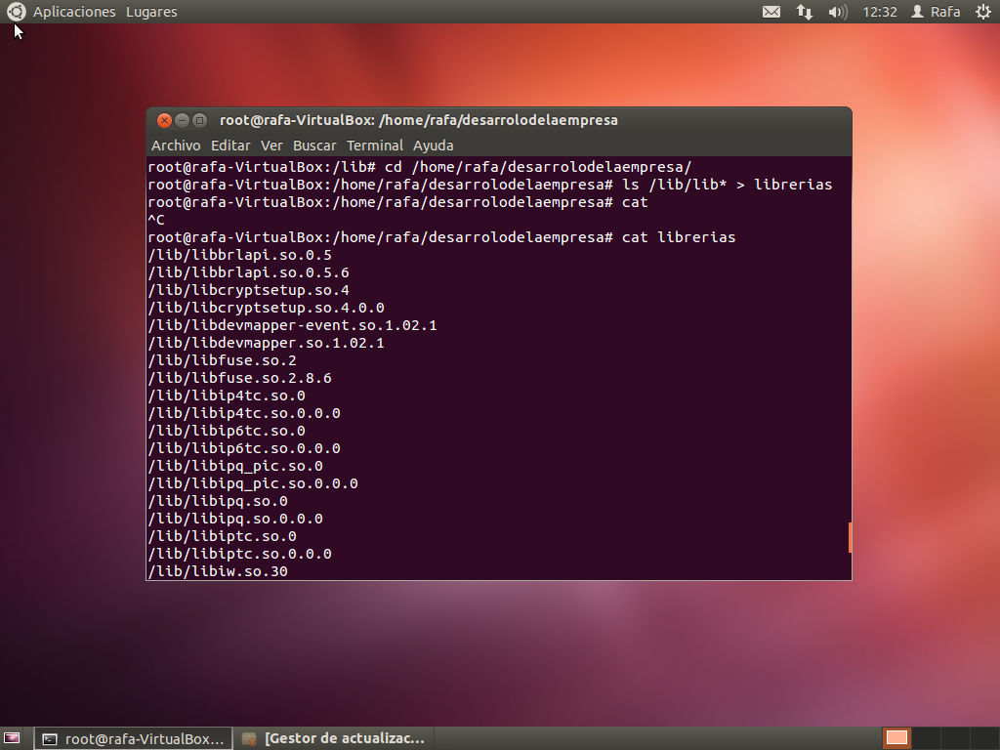 Aplicaciones Lugares 12:32 Rafa
root@rafa-VirtualBox: /home/rafa/desarrolodelaempresa
Archivo Editar Ver Buscar Terminal Ayuda
root@rafa-VirtualBox:/lib# cd /home/rafa/desarrolodelaempresa/
root@rafa-VirtualBox:/home/rafa/desarrolodelaempresa# ls /lib/lib* > librerias
root@rafa-VirtualBox:/home/rafa/desarrolodelaempresa# cat
^C
root@rafa-VirtualBox:/home/rafa/desarrolodelaempresa# cat librerias
/lib/libbrlapi.so.0.5
/lib/libbrlapi.so.0.5.6
/lib/libcryptsetup.so.4
/lib/libcryptsetup.so.4.0.0
/lib/libdevmapper-event.so.1.02.1
/lib/libdevmapper.so.1.02.1
/lib/libfuse.so.2
/lib/libfuse.so.2.8.6
/lib/libip4tc.so.0
/lib/libip4tc.so.0.0.0
/lib/libip6tc.so.0
/lib/libip6tc.so.0.0.0
/lib/libipq_pic.so.0
/lib/libipq_pic.so.0.0.0
/lib/libipq.so.0
/lib/libipq.so.0.0.0
/lib/libiptc.so.0
/lib/libiptc.so.0.0.0
/lib/libiw.so.30
root@rafa-VirtualBox... [Gestor de actualizac...